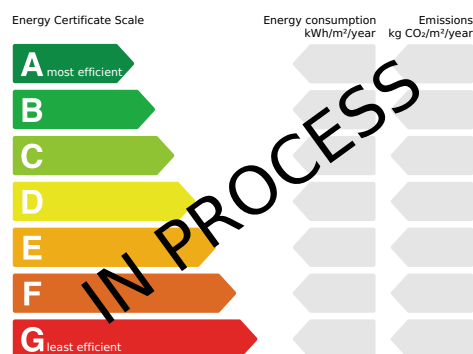 Energy Certificate Scale
Energy consumption
kWh/m²/year
Emissions
kg CO₂/m²/year
A most efficient
B
C
D
E
F
G least efficient
IN PROCESS